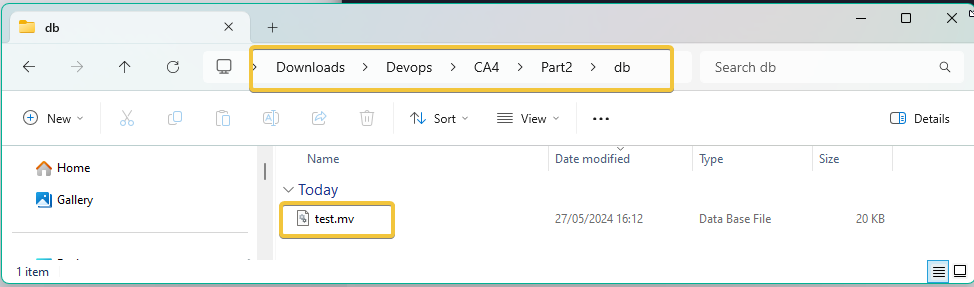 db
Downloads > Devops > CA4 > Part2 > db
Search db
New
Sort
View
Details
Home
Gallery
Name
Date modified
Type
Size
Today
test.mv
27/05/2024 16:12
Data Base File
20 KB
1 item